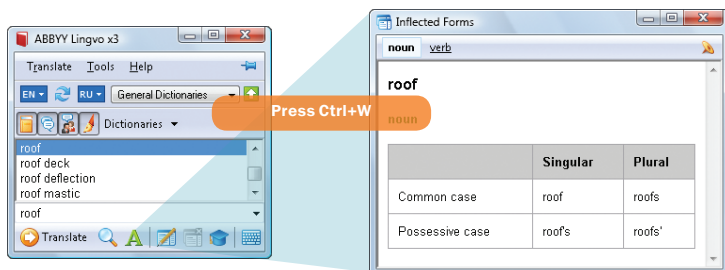 ABBYY Lingvo x3
Translate Tools Help
EN RU General Dictionaries
Dictionaries
roof
roof deck
roof deflection
roof mastic
roof
Translate A
Press Ctrl+W
Inflected Forms
noun verb
roof
noun
Singular Plural
Common case roof roofs
Possessive case roof's roofs'